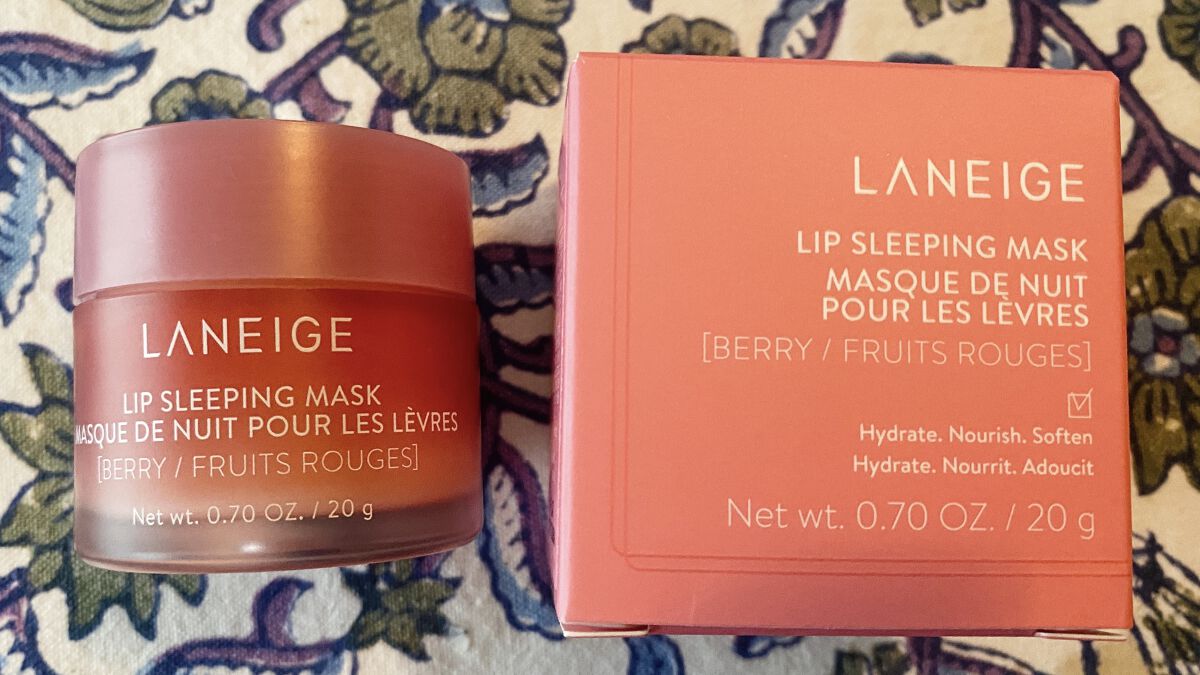 LANEIGE
LIP SLEEPING MASK
MASQUE DE NUIT POUR LES LÈVRES
[BERRY / FRUITS ROUGES]
Net wt. 0.70 OZ. / 20 g
LANEIGE
LIP SLEEPING MASK
MASQUE DE NUIT
POUR LES LÈVRES
[BERRY / FRUITS ROUGES]
Hydrate. Nourish. Soften
Hydrate. Nourrit. Adoucit
Net wt. 0.70 OZ. / 20 g